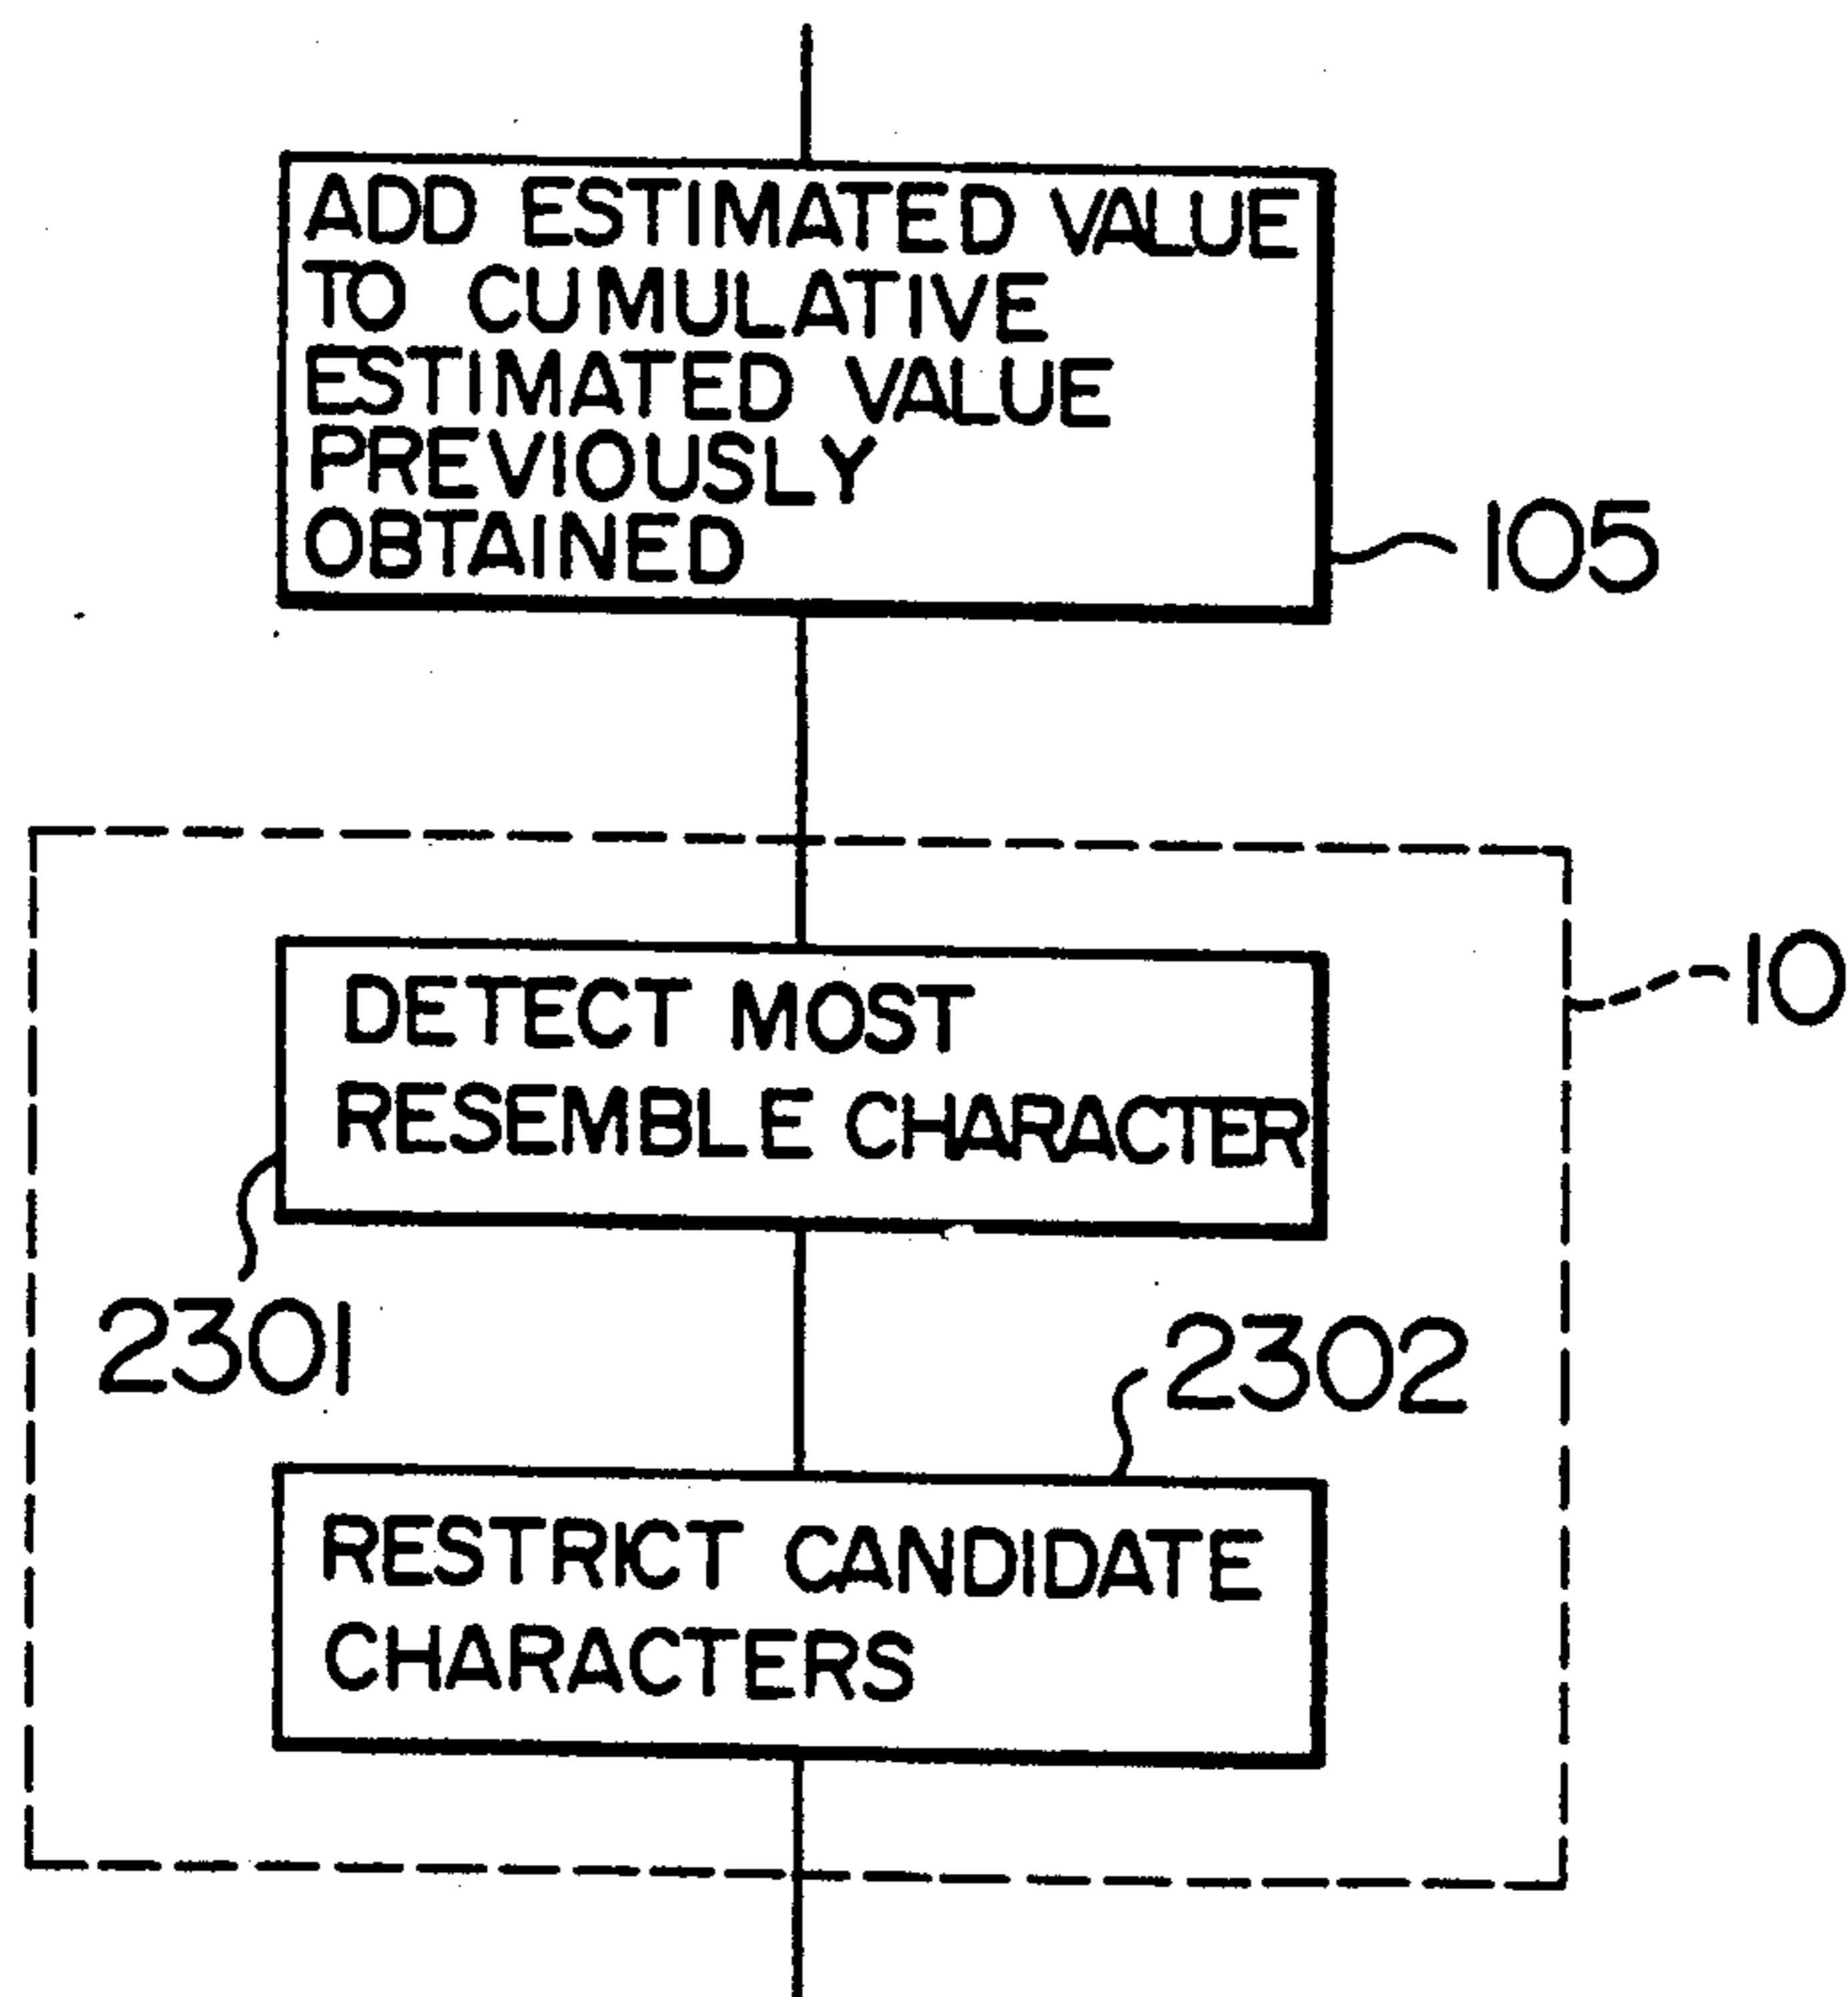 ADD ESTIMATED VALUE
TO CUMULATIVE
ESTIMATED VALUE
PREVIOUSLY
OBTAINED
105
DETECT MOST
RESEMBLE CHARACTER
10
2301
2302
RESTRICT CANDIDATE
CHARACTERS